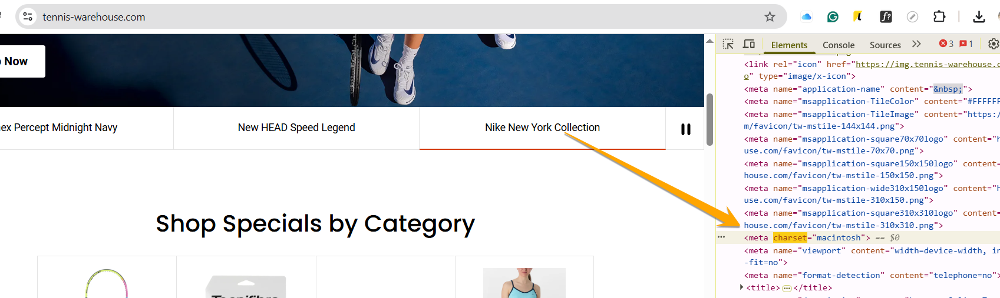 tennis-warehouse.com
Elements Console Sources 3 1
Now
<link rel="icon" href="https://img.tennis-warehouse.c
o" type="image/x-icon">
<meta name="application-name" content="&nbsp;">
<meta name="msapplication-TileColor" content="#FFFFFF
<meta name="msapplication-TileImage" content="https:/
m/favicon/tw-mstile-144x144.png">
<meta name="msapplication-square70x70logo" content="h
use.com/favicon/tw-mstile-70x70.png">
<meta name="msapplication-square150x150logo" content=
house.com/favicon/tw-mstile-150x150.png">
<meta name="msapplication-wide310x150logo" content="h
use.com/favicon/tw-mstile-310x150.png">
<meta name="msapplication-square310x310logo" content=
house.com/favicon/tw-mstile-310x310.png">
<meta charset="macintosh"> == $0
<meta name="viewport" content="width=device-width, in
-fit=no">
<meta name="format-detection" content="telephone=no">
<title>…</title>
ex Percept Midnight Navy
New HEAD Speed Legend
Nike New York Collection
Shop Specials by Category